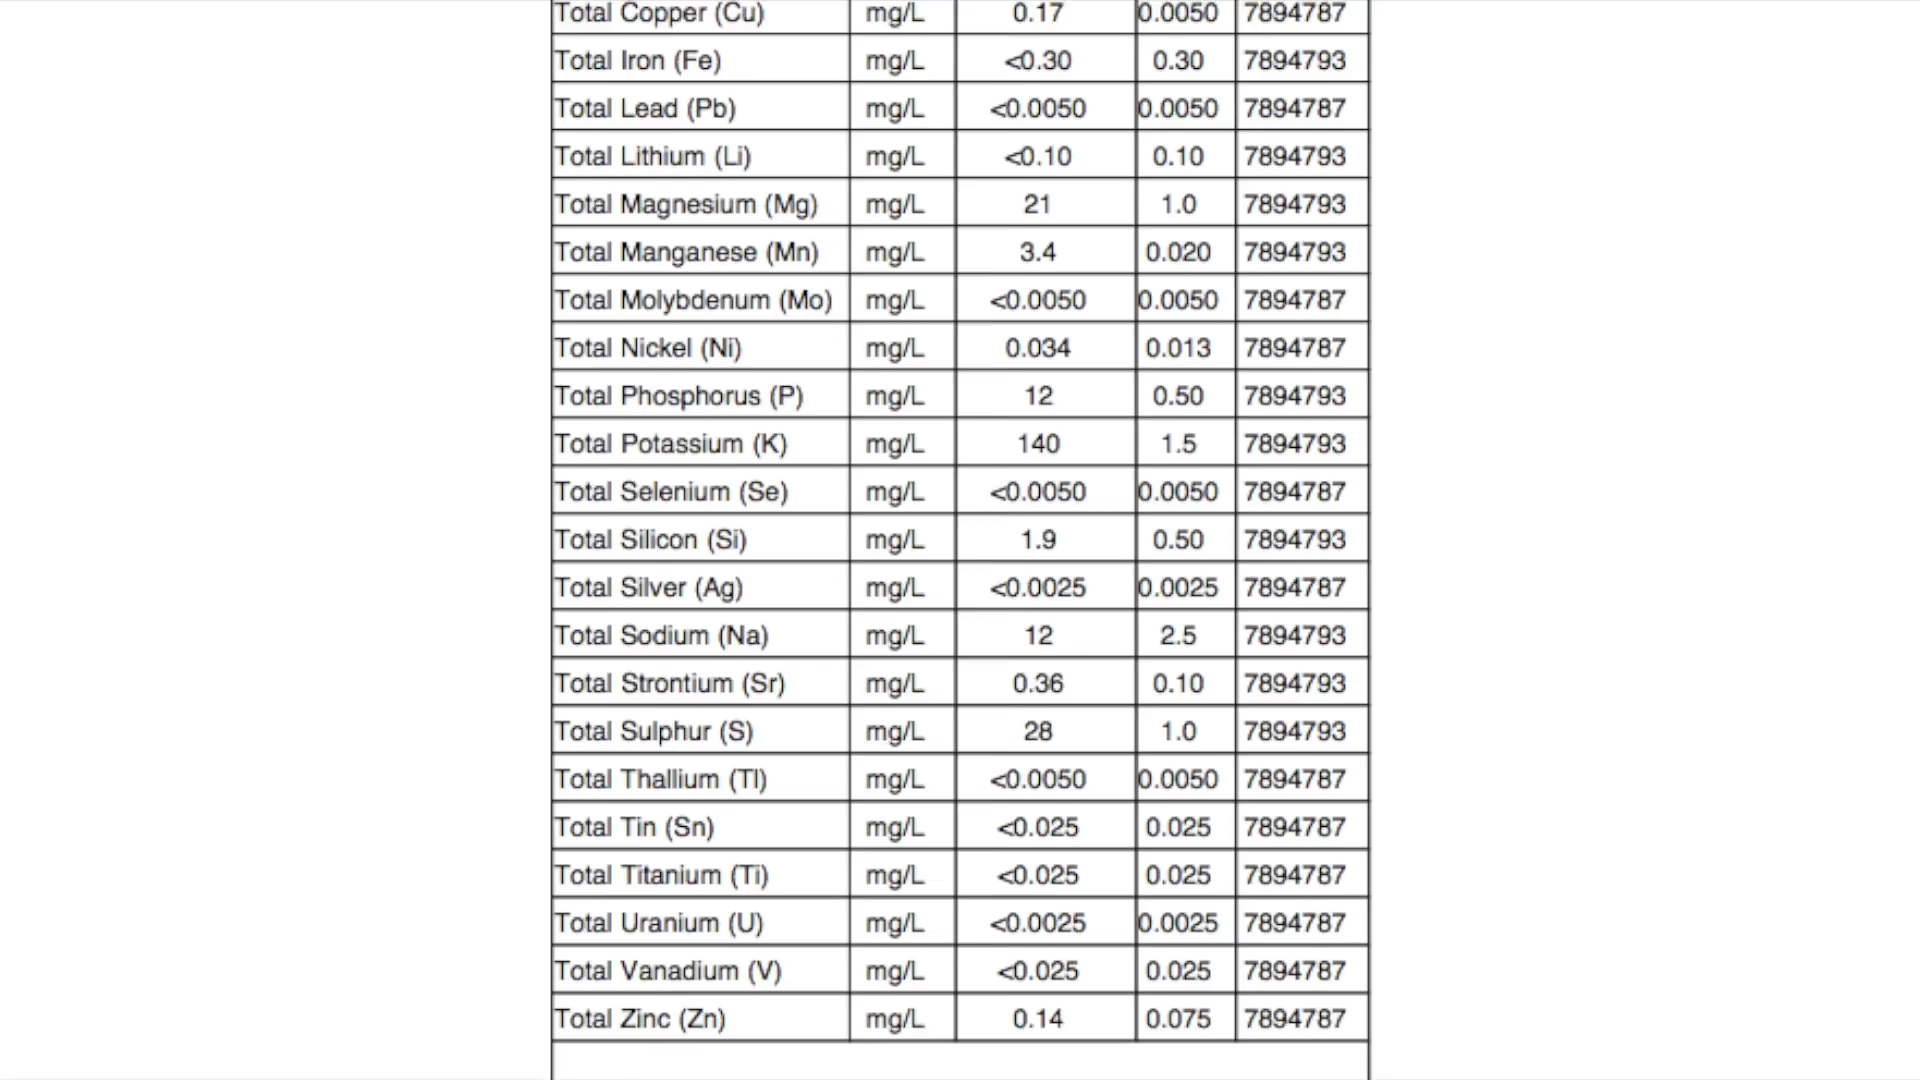 Total Copper (Cu) mg/L 0.17 0.0050 7894787
Total Iron (Fe) mg/L <0.30 0.30 7894793
Total Lead (Pb) mg/L <0.0050 0.0050 7894787
Total Lithium (Li) mg/L <0.10 0.10 7894793
Total Magnesium (Mg) mg/L 21 1.0 7894793
Total Manganese (Mn) mg/L 3.4 0.020 7894793
Total Molybdenum (Mo) mg/L <0.0050 0.0050 7894787
Total Nickel (Ni) mg/L 0.034 0.013 7894787
Total Phosphorus (P) mg/L 12 0.50 7894793
Total Potassium (K) mg/L 140 1.5 7894793
Total Selenium (Se) mg/L <0.0050 0.0050 7894787
Total Silicon (Si) mg/L 1.9 0.50 7894793
Total Silver (Ag) mg/L <0.0025 0.0025 7894787
Total Sodium (Na) mg/L 12 2.5 7894793
Total Strontium (Sr) mg/L 0.36 0.10 7894793
Total Sulphur (S) mg/L 28 1.0 7894793
Total Thallium (Tl) mg/L <0.0050 0.0050 7894787
Total Tin (Sn) mg/L <0.025 0.025 7894787
Total Titanium (Ti) mg/L <0.025 0.025 7894787
Total Uranium (U) mg/L <0.0025 0.0025 7894787
Total Vanadium (V) mg/L <0.025 0.025 7894787
Total Zinc (Zn) mg/L 0.14 0.075 7894787